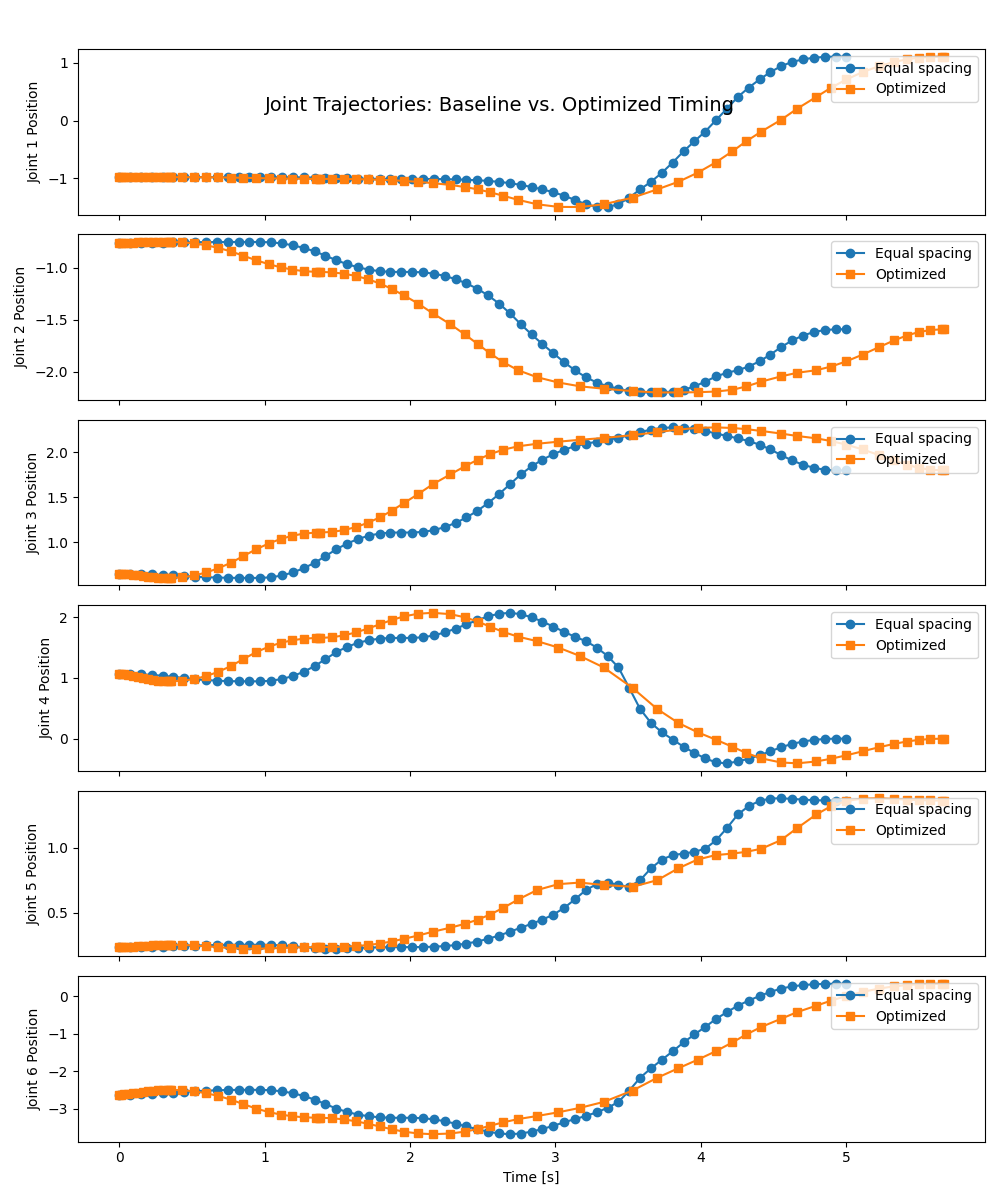 Joint Trajectories: Baseline vs. Optimized Timing
Joint 1 Position
1
0
−1
Equal spacing
Optimized
Joint 2 Position
−1.0
−1.5
−2.0
Equal spacing
Optimized
Joint 3 Position
2.0
1.5
1.0
Equal spacing
Optimized
Joint 4 Position
2
1
0
Equal spacing
Optimized
Joint 5 Position
1.0
0.5
Equal spacing
Optimized
Joint 6 Position
0
−1
−2
−3
Equal spacing
Optimized
0 1 2 3 4 5
Time [s]